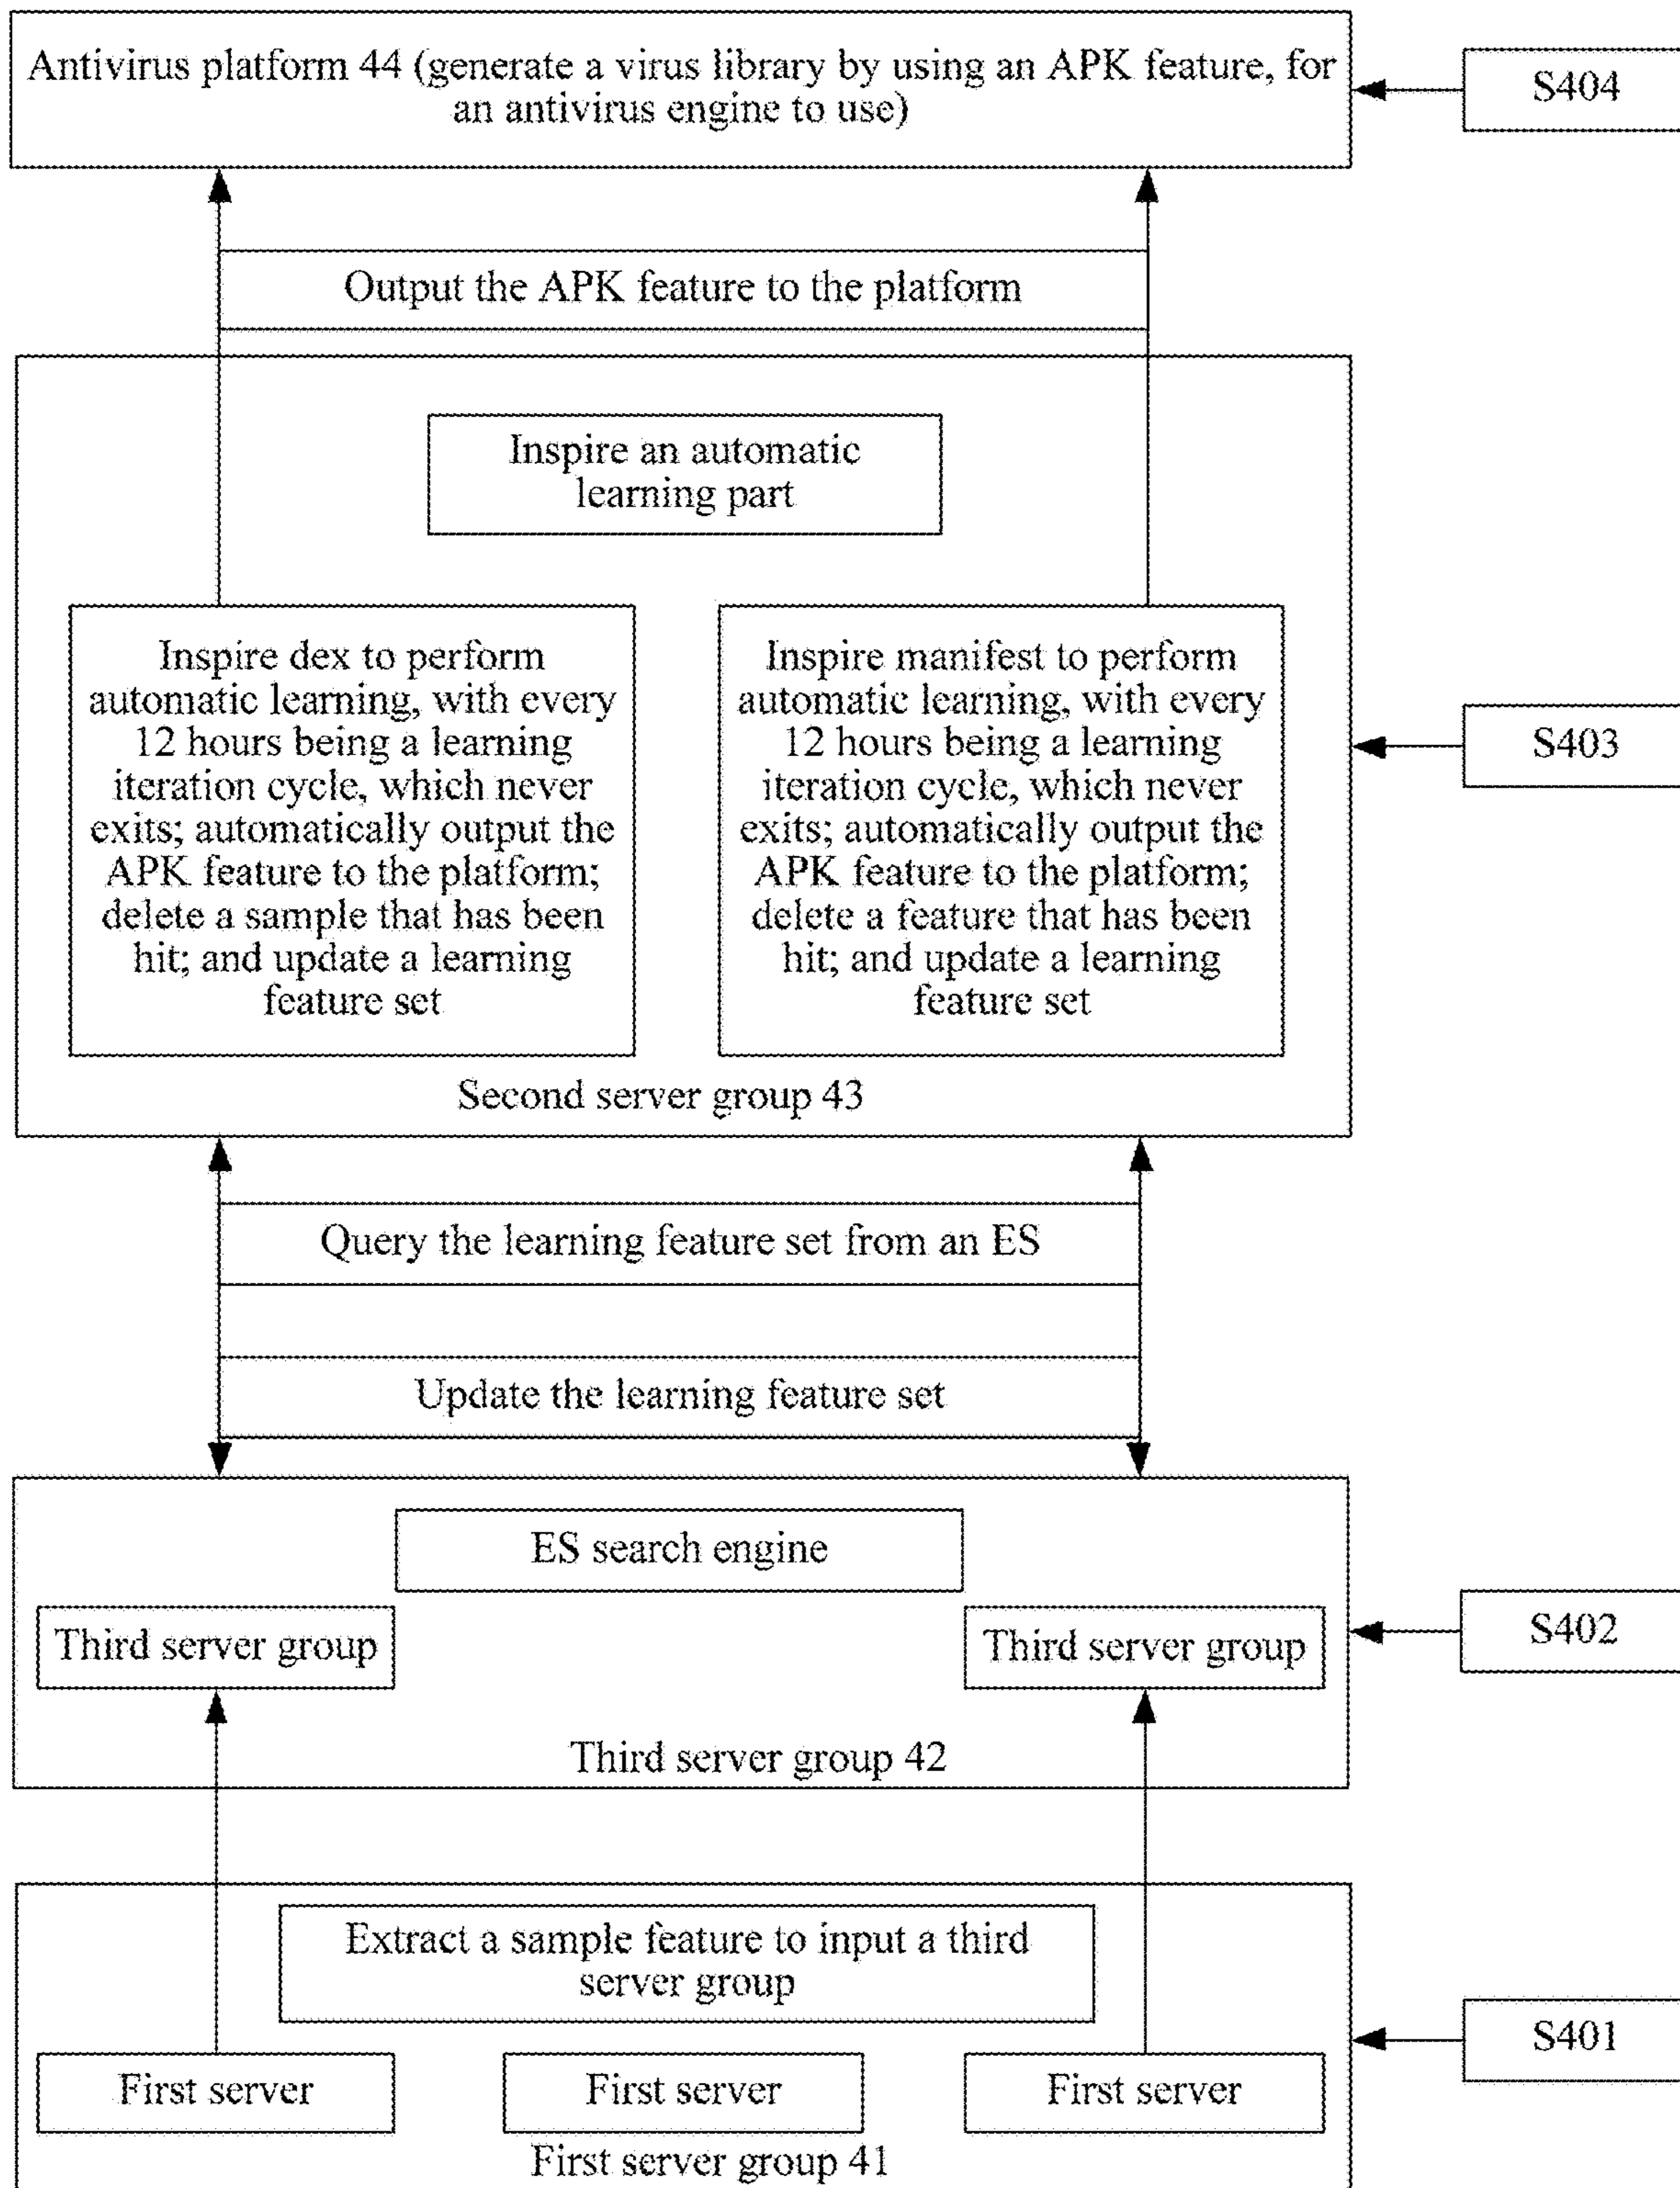 Antivirus platform 44 (generate a virus library by using an APK feature, for
an antivirus engine to use)
S404
Output the APK feature to the platform
Inspire an automatic
learning part
Inspire dex to perform
automatic learning, with every
12 hours being a learning
iteration cycle, which never
exits; automatically output the
APK feature to the platform;
delete a sample that has been
hit; and update a learning
feature set
Inspire manifest to perform
automatic learning, with every
12 hours being a learning
iteration cycle, which never
exits; automatically output the
APK feature to the platform;
delete a feature that has been
hit; and update a learning
feature set
S403
Second server group 43
Query the learning feature set from an ES
Update the learning feature set
ES search engine
Third server group
Third server group
S402
Third server group 42
Extract a sample feature to input a third
server group
S401
First server
First server
First server
First server group 41